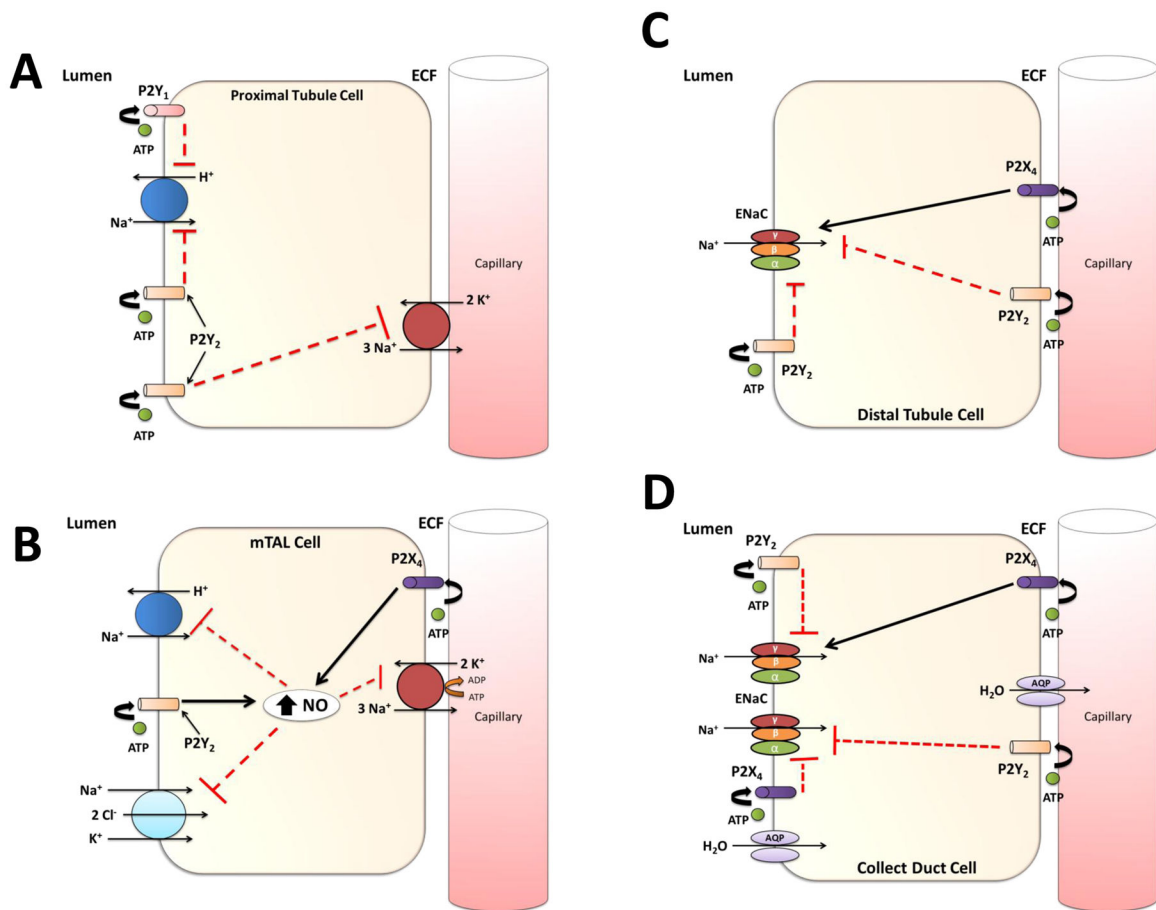 A
Lumen
ECF
P2Y₁
Proximal Tubule Cell
ATP
H⁺
Na⁺
ATP
P2Y₂
2 K⁺
3 Na⁺
Capillary
ATP
B
Lumen
ECF
mTAL Cell
P2X₄
H⁺
ATP
Na⁺
2 K⁺
ADP
ATP
NO
3 Na⁺
Capillary
ATP
P2Y₂
Na⁺
2 Cl⁻
K⁺
C
Lumen
ECF
P2X₄
ENaC
γ
β
α
Na⁺
ATP
Capillary
P2Y₂
ATP
ATP
P2Y₂
Distal Tubule Cell
D
Lumen
ECF
P2Y₂
P2X₄
ATP
ATP
γ
β
α
Na⁺
AQP
H₂O
ENaC
γ
β
α
Na⁺
Capillary
P2Y₂
P2X₄
ATP
ATP
AQP
H₂O
Collect Duct Cell